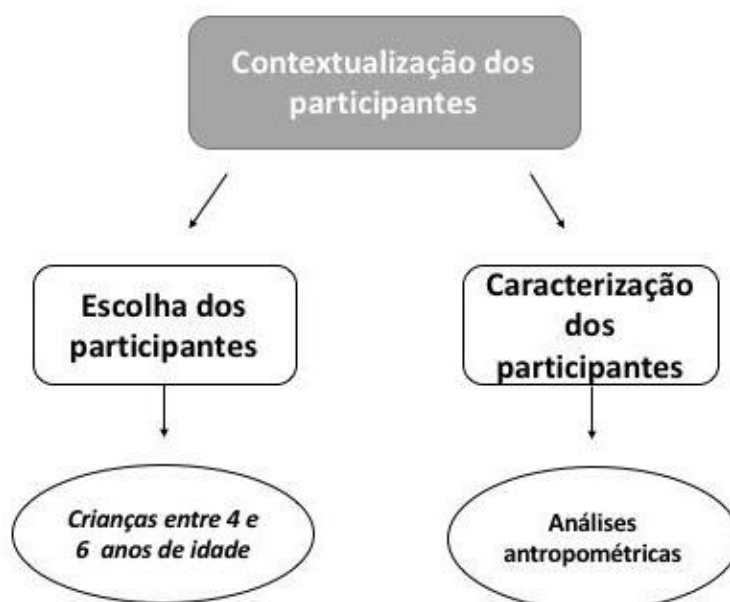 Contextualização dos
participantes
Escolha dos
participantes
Caracterização
dos
participantes
Crianças entre 4 e
6 anos de idade
Análises
antropométricas